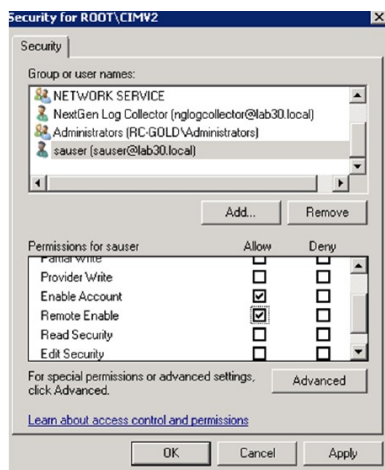 Security for ROOT\CIMV2
Security
Group or user names:
NETWORK SERVICE
NextGen Log Collector (nglogcollector@lab30.local)
Administrators (RC-GOLD\Administrators)
sauser (sauser@lab30.local)
Add... Remove
Permissions for sauser Allow Deny
Partial Write
Provider Write
Enable Account
Remote Enable
Read Security
Edit Security
For special permissions or advanced settings, click Advanced.
Advanced
Learn about access control and permissions
OK Cancel Apply